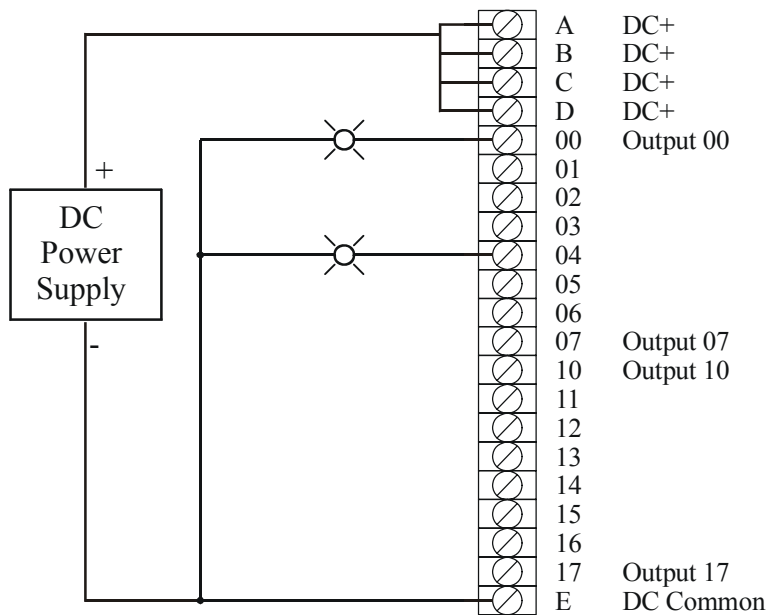 A DC+
B DC+
C DC+
D DC+
00 Output 00
01
+
02
DC
Power
Supply
03
04
05
06
-
07 Output 07
10 Output 10
11
12
13
14
15
16
17 Output 17
E DC Common